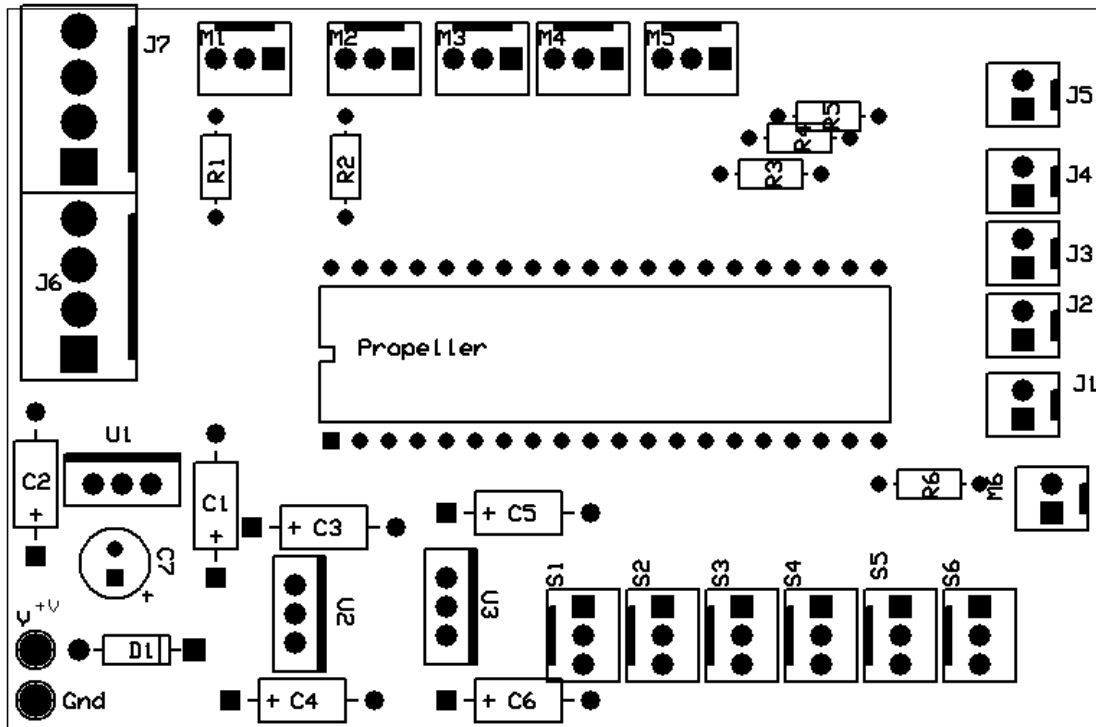 J7
M1
M2
M3
M4
M5
J5
R5
R4
R3
R1
R2
J4
J3
J6
J2
Propeller
J1
U1
C2
C1
R6
M6
+
+
+ C3
+ C5
C7
+
S1
S2
S3
S4
S5
S6
V +V
U2
U3
D1
Gnd
+ C4
+ C6